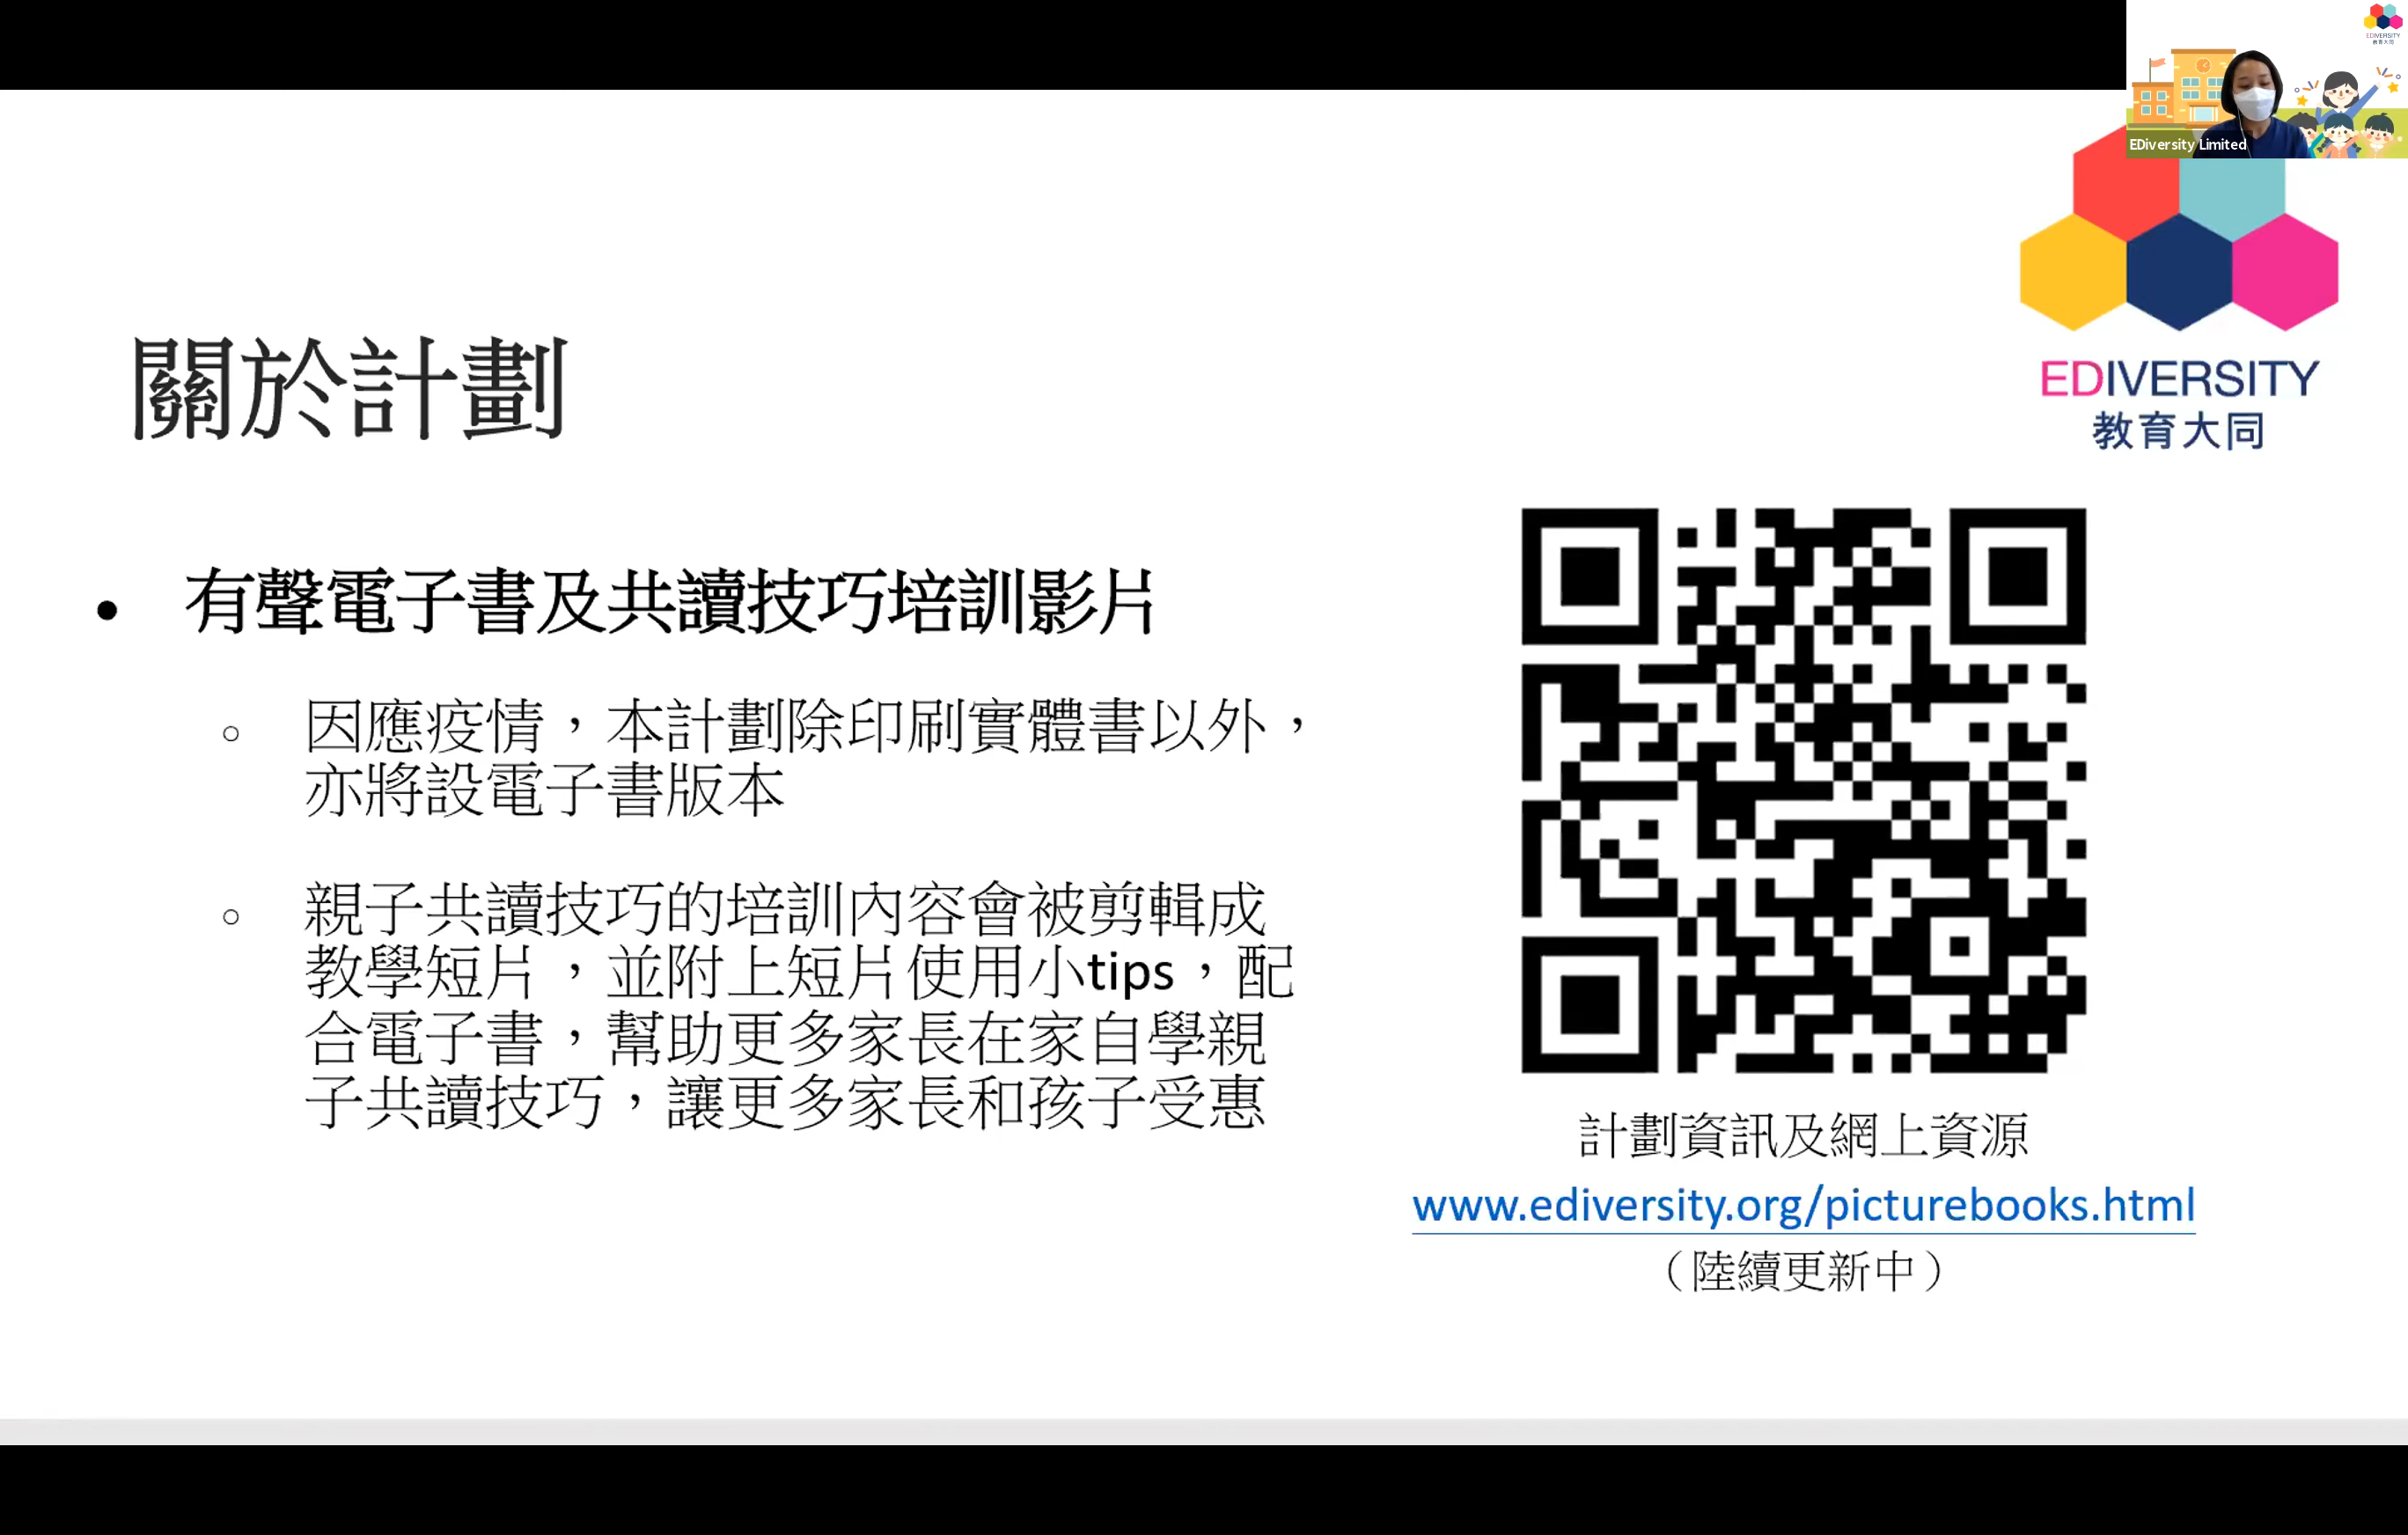 EDIVERSITY
教育大同
EDiversity Limited
EDIVERSITY
教育大同
關於計劃
• 有聲電子書及共讀技巧培訓影片
○ 因應疫情，本計劃除印刷實體書以外，
亦將設電子書版本
○ 親子共讀技巧的培訓內容會被剪輯成
教學短片，並附上短片使用小tips，配
合電子書，幫助更多家長在家自學親
子共讀技巧，讓更多家長和孩子受惠
計劃資訊及網上資源
www.ediversity.org/picturebooks.html
（陸續更新中）